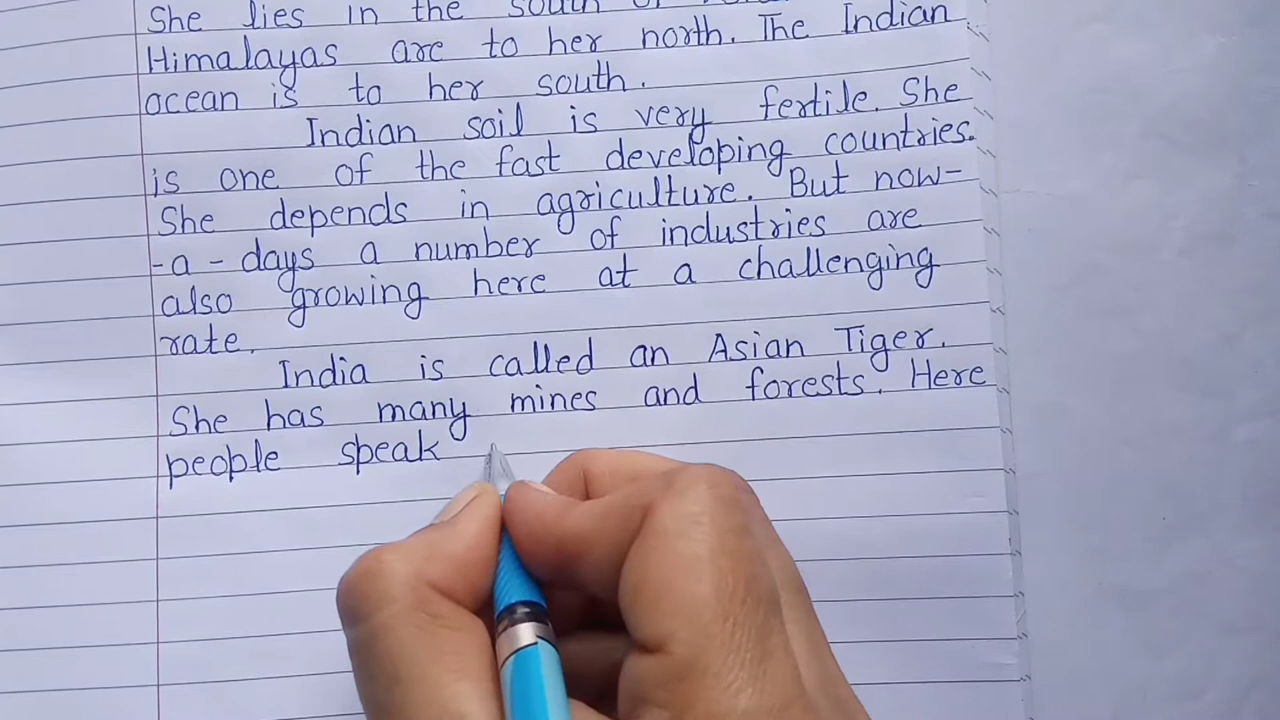 She lies in the south of
Himalayas are to her north. The Indian
ocean is to her south.
Indian soil is very fertile. She
is one of the fast developing countries.
She depends in agriculture. But now-
-a-days a number of industries are
also growing here at a challenging
rate.
India is called an Asian Tiger.
She has many mines and forests. Here
people speak